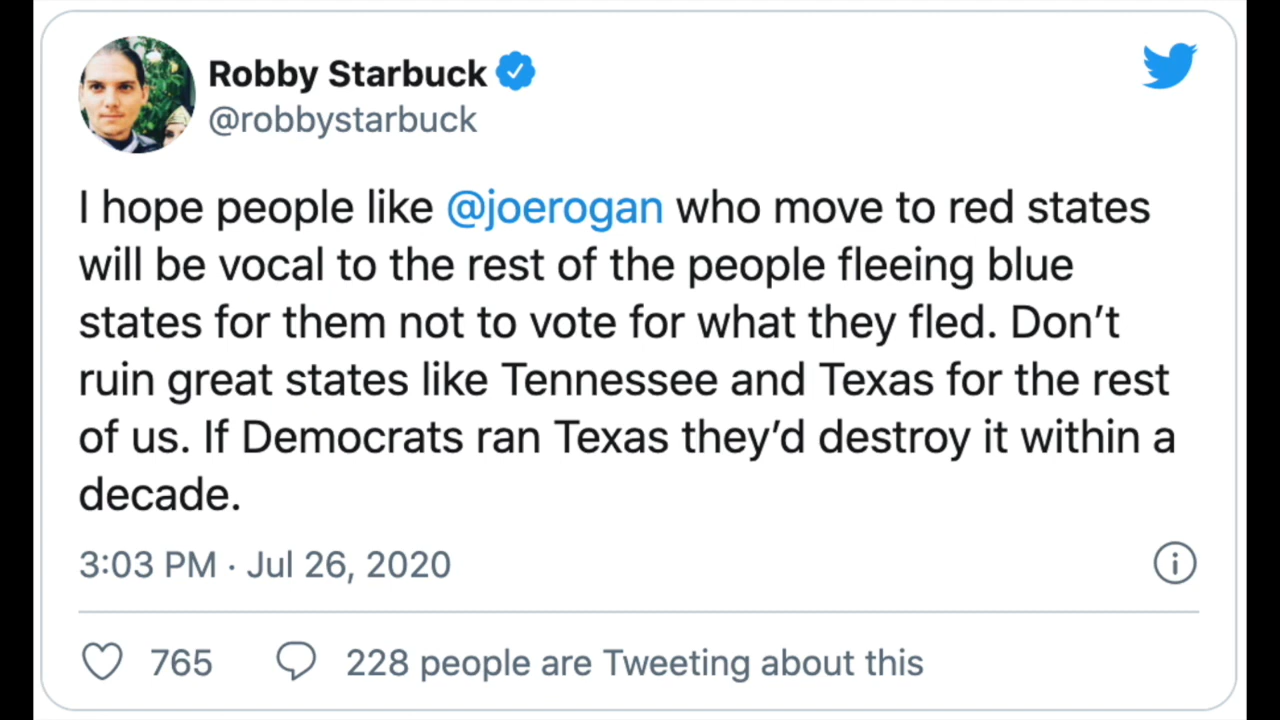 Robby Starbuck
@robbystarbuck
I hope people like @joerogan who move to red states
will be vocal to the rest of the people fleeing blue
states for them not to vote for what they fled. Don’t
ruin great states like Tennessee and Texas for the rest
of us. If Democrats ran Texas they’d destroy it within a
decade.
3:03 PM · Jul 26, 2020
765 228 people are Tweeting about this